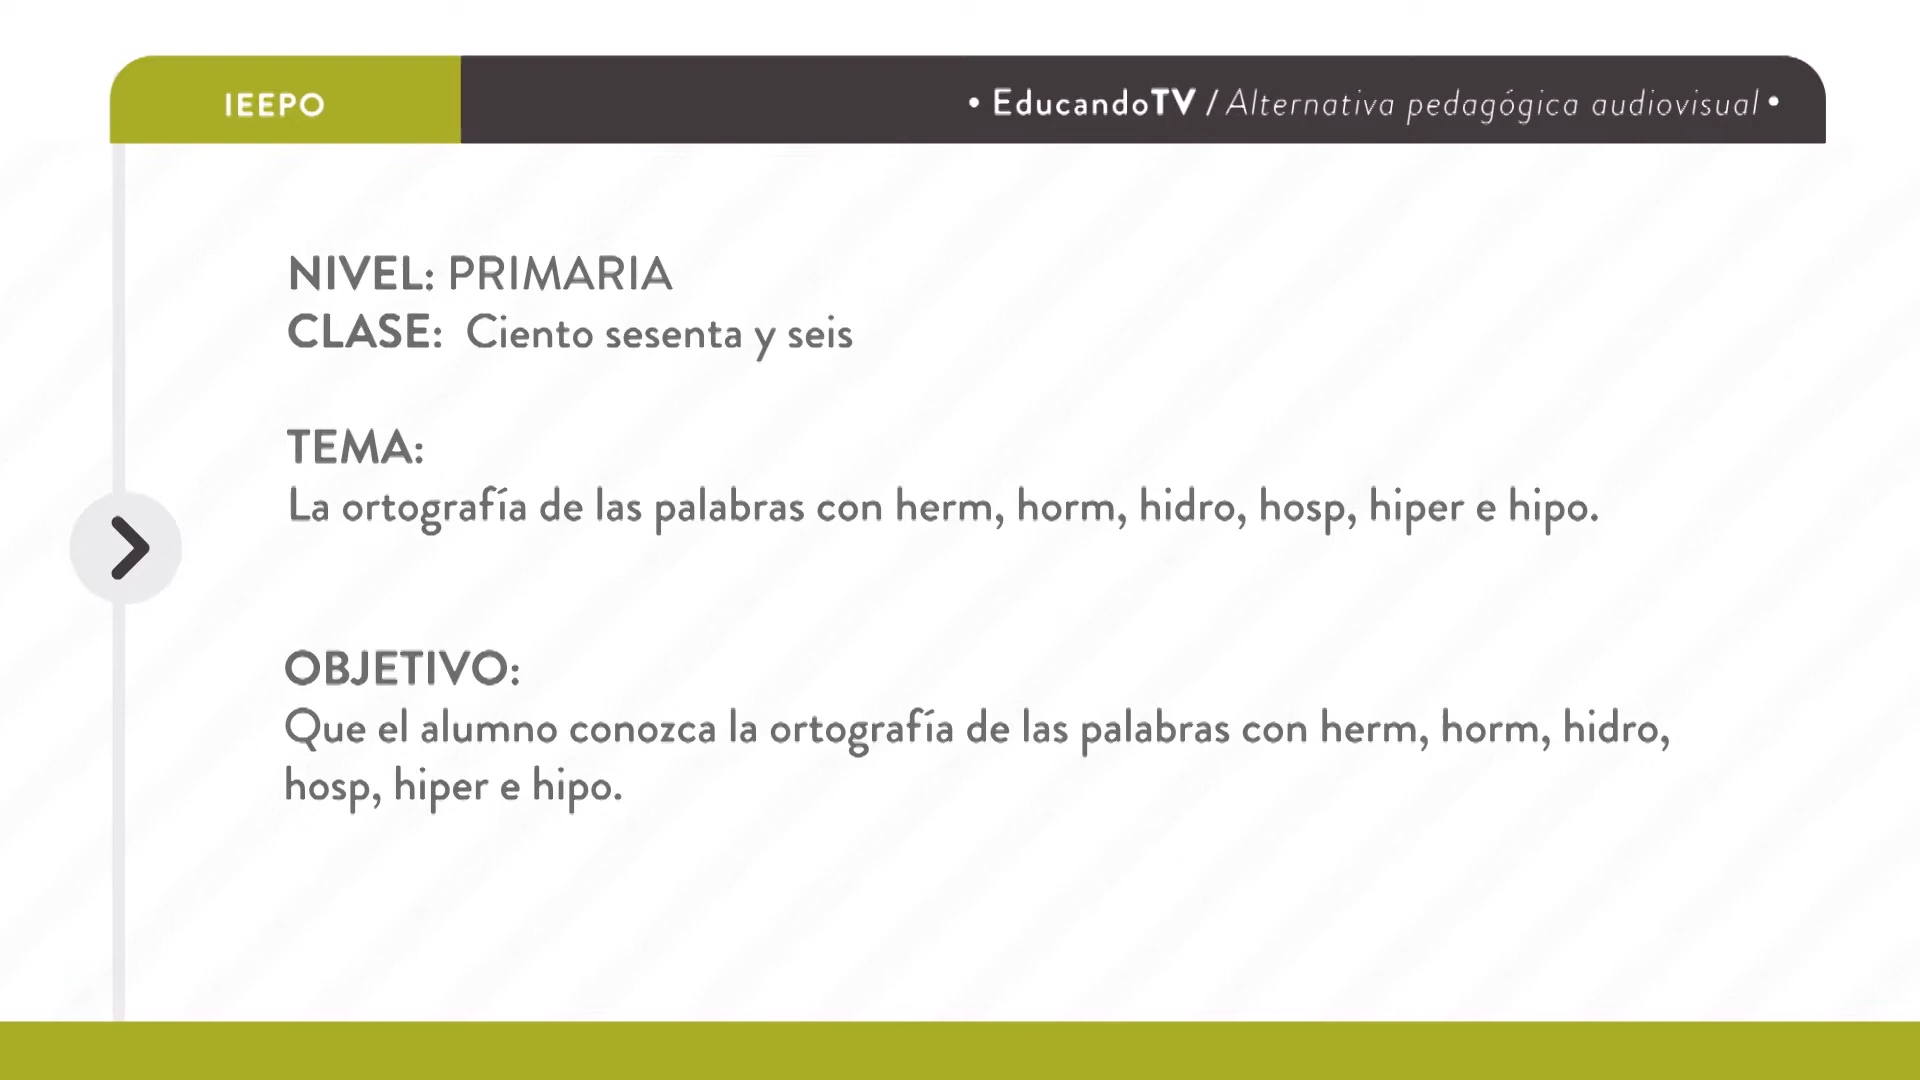 IEEPO
• EducandoTV / Alternativa pedagógica audiovisual •
NIVEL: PRIMARIA
CLASE: Ciento sesenta y seis
TEMA:
La ortografía de las palabras con herm, horm, hidro, hosp, hiper e hipo.
OBJETIVO:
Que el alumno conozca la ortografía de las palabras con herm, horm, hidro,
hosp, hiper e hipo.